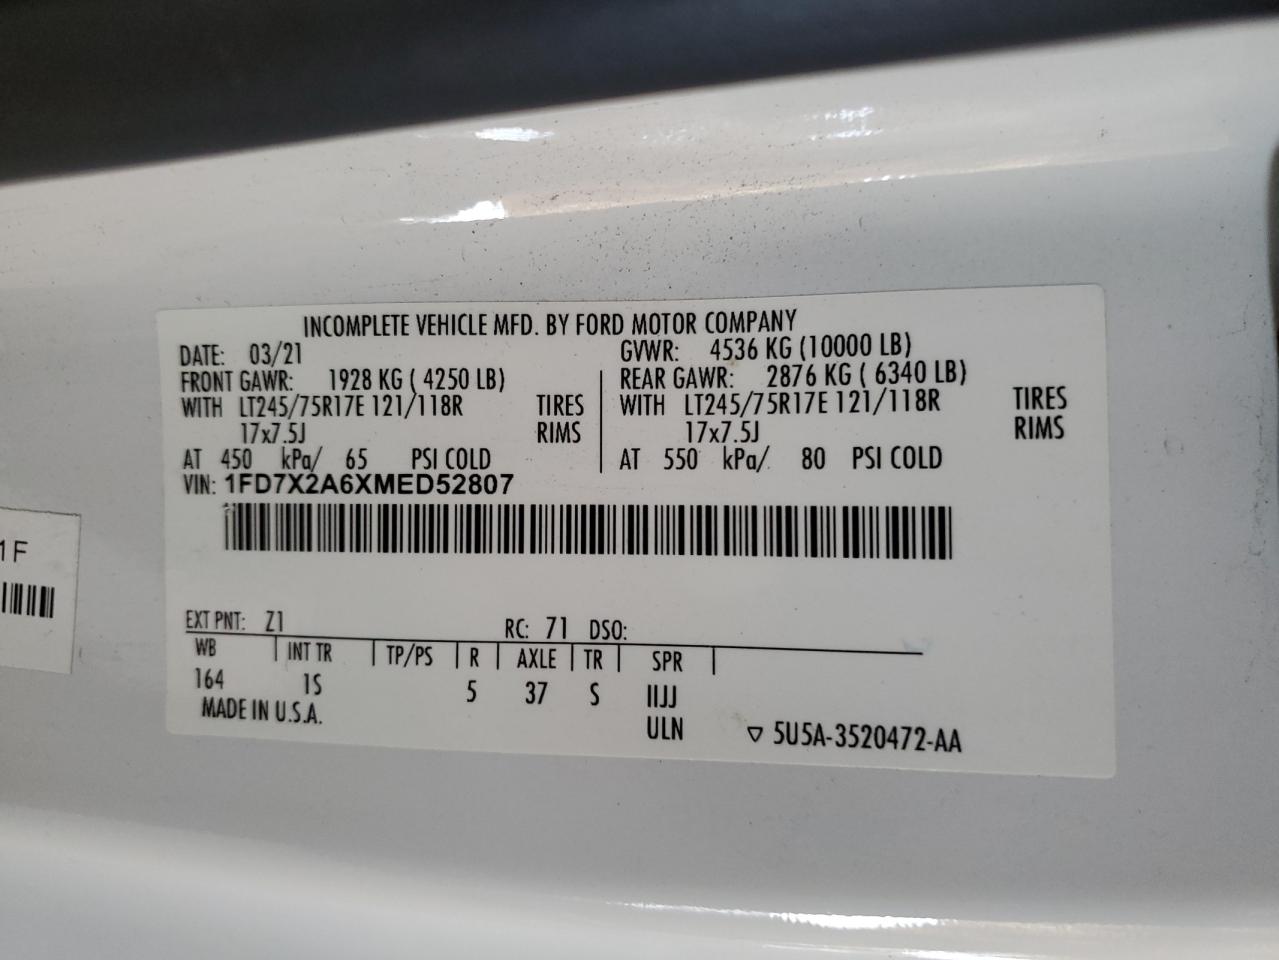 INCOMPLETE VEHICLE MFD. BY FORD MOTOR COMPANY
DATE: 03/21 GVWR: 4536 KG (10000 LB)
FRONT GAWR: 1928 KG ( 4250 LB) REAR GAWR: 2876 KG ( 6340 LB)
WITH LT245/75R17E 121/118R TIRES WITH LT245/75R17E 121/118R TIRES
17x7.5J RIMS 17x7.5J RIMS
AT 450 kPa/ 65 PSI COLD AT 550 kPa/ 80 PSI COLD
VIN: 1FD7X2A6XMED52807
1F
EXT PNT: Z1 RC: 71 DSO:
WB INT TR TP/PS R AXLE TR SPR
164 1S 5 37 S IIJJ
MADE IN U.S.A. ULN ▽ 5U5A-3520472-AA